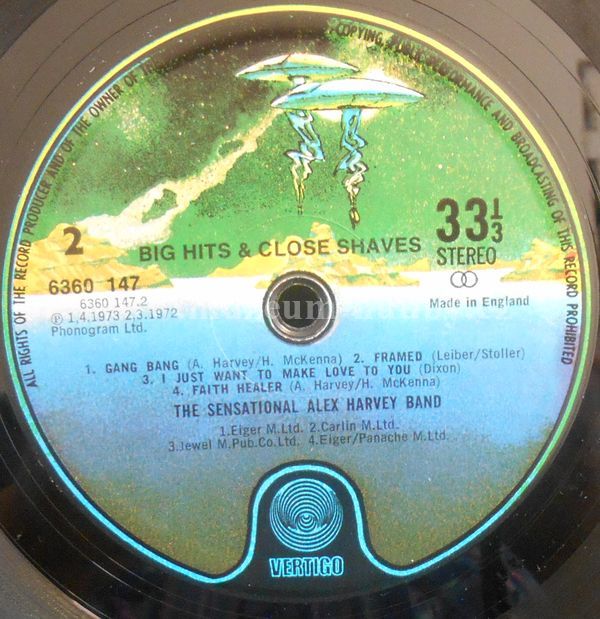 ALL RIGHTS OF THE RECORD PRODUCER AND OF THE OWNER OF
COPYING, PUBLIC PERFORMANCE AND BROADCASTING OF THIS RECORD PROHIBITED
2
BIG HITS & CLOSE SHAVES
33⅓
STEREO
6360 147
6360 147.2
Made in England
Ⓟ 1,4.1973 2,3.1972
Phonogram Ltd.
1. GANG BANG (A. Harvey/H. McKenna) 2. FRAMED (Leiber/Stoller)
3. I JUST WANT TO MAKE LOVE TO YOU (Dixon)
4. FAITH HEALER (A. Harvey/H. McKenna)
THE SENSATIONAL ALEX HARVEY BAND
1.Eiger M.Ltd. 2.Carlin M.Ltd.
3.Jewel M.Pub.Co.Ltd. 4.Eiger/Panache M.Ltd.
VERTIGO